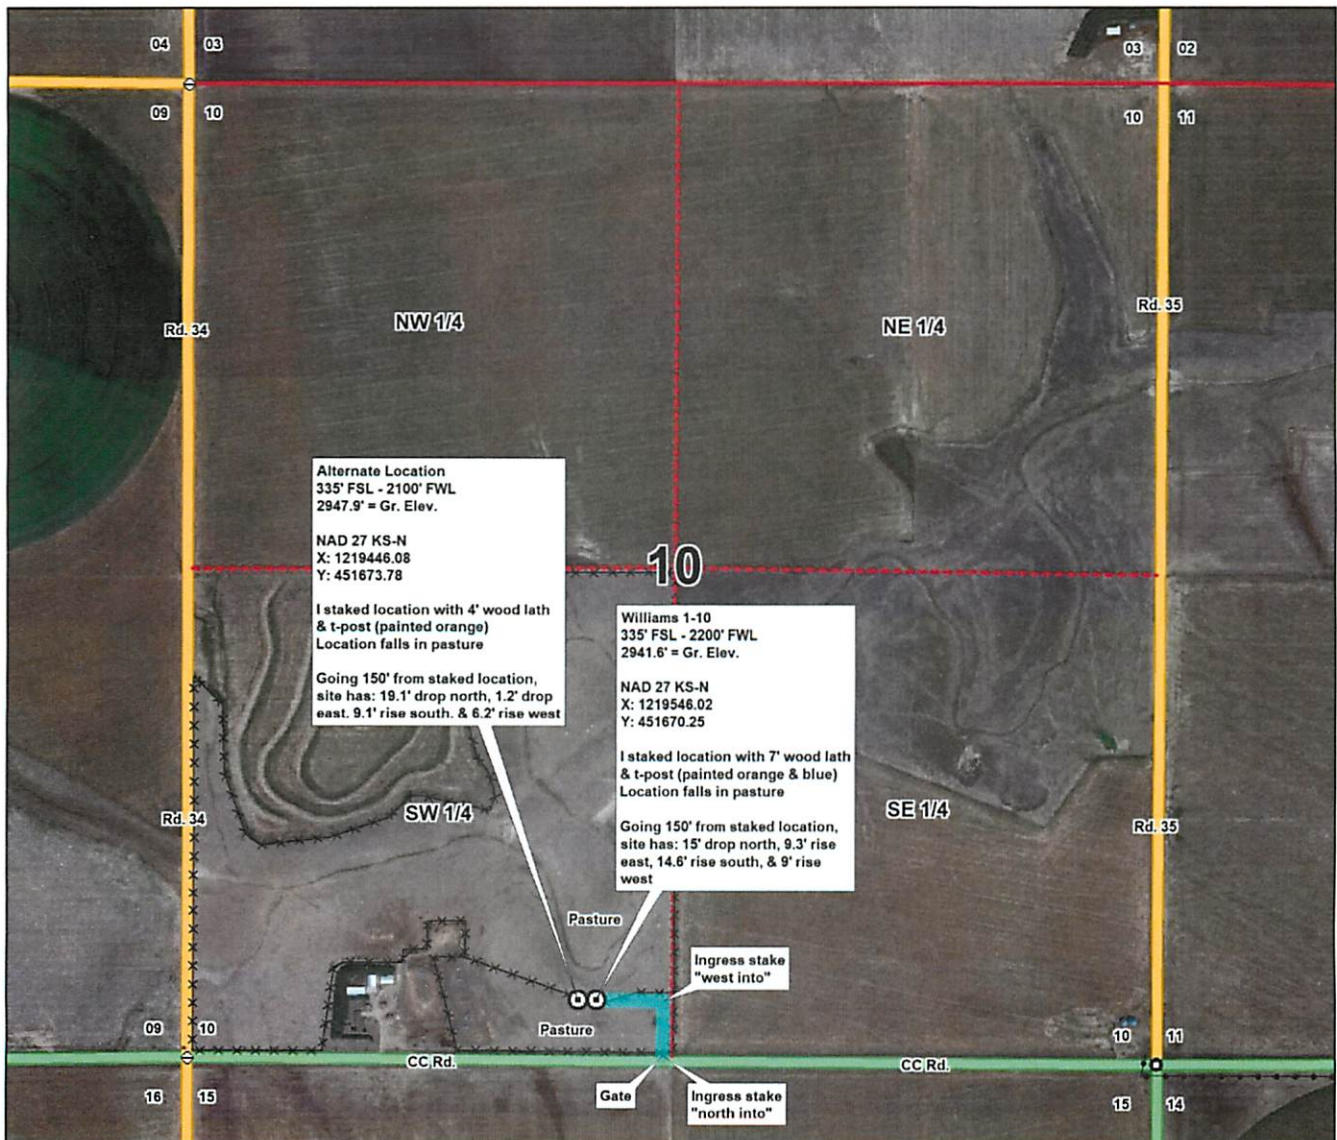 04 03
03 02
09 10
10 11
Rd. 34
Rd. 35
NW 1/4
NE 1/4
Alternate Location
335' FSL - 2100' FWL
2947.9' = Gr. Elev.
NAD 27 KS-N
X: 1219446.08
Y: 451673.78
I staked location with 4' wood lath
& t-post (painted orange)
Location falls in pasture
Going 150' from staked location,
site has: 19.1' drop north, 1.2' drop
east. 9.1' rise south. & 6.2' rise west
10
Williams 1-10
335' FSL - 2200' FWL
2941.6' = Gr. Elev.
NAD 27 KS-N
X: 1219546.02
Y: 451670.25
I staked location with 7' wood lath
& t-post (painted orange & blue)
Location falls in pasture
Going 150' from staked location,
site has: 15' drop north, 9.3' rise
east, 14.6' rise south, & 9' rise
west
Rd. 34
SW 1/4
SE 1/4
Rd. 35
Pasture
Ingress stake
"west into"
Pasture
09 10
10 11
CC Rd.
CC Rd.
Gate
Ingress stake
"north into"
16 15
15 14